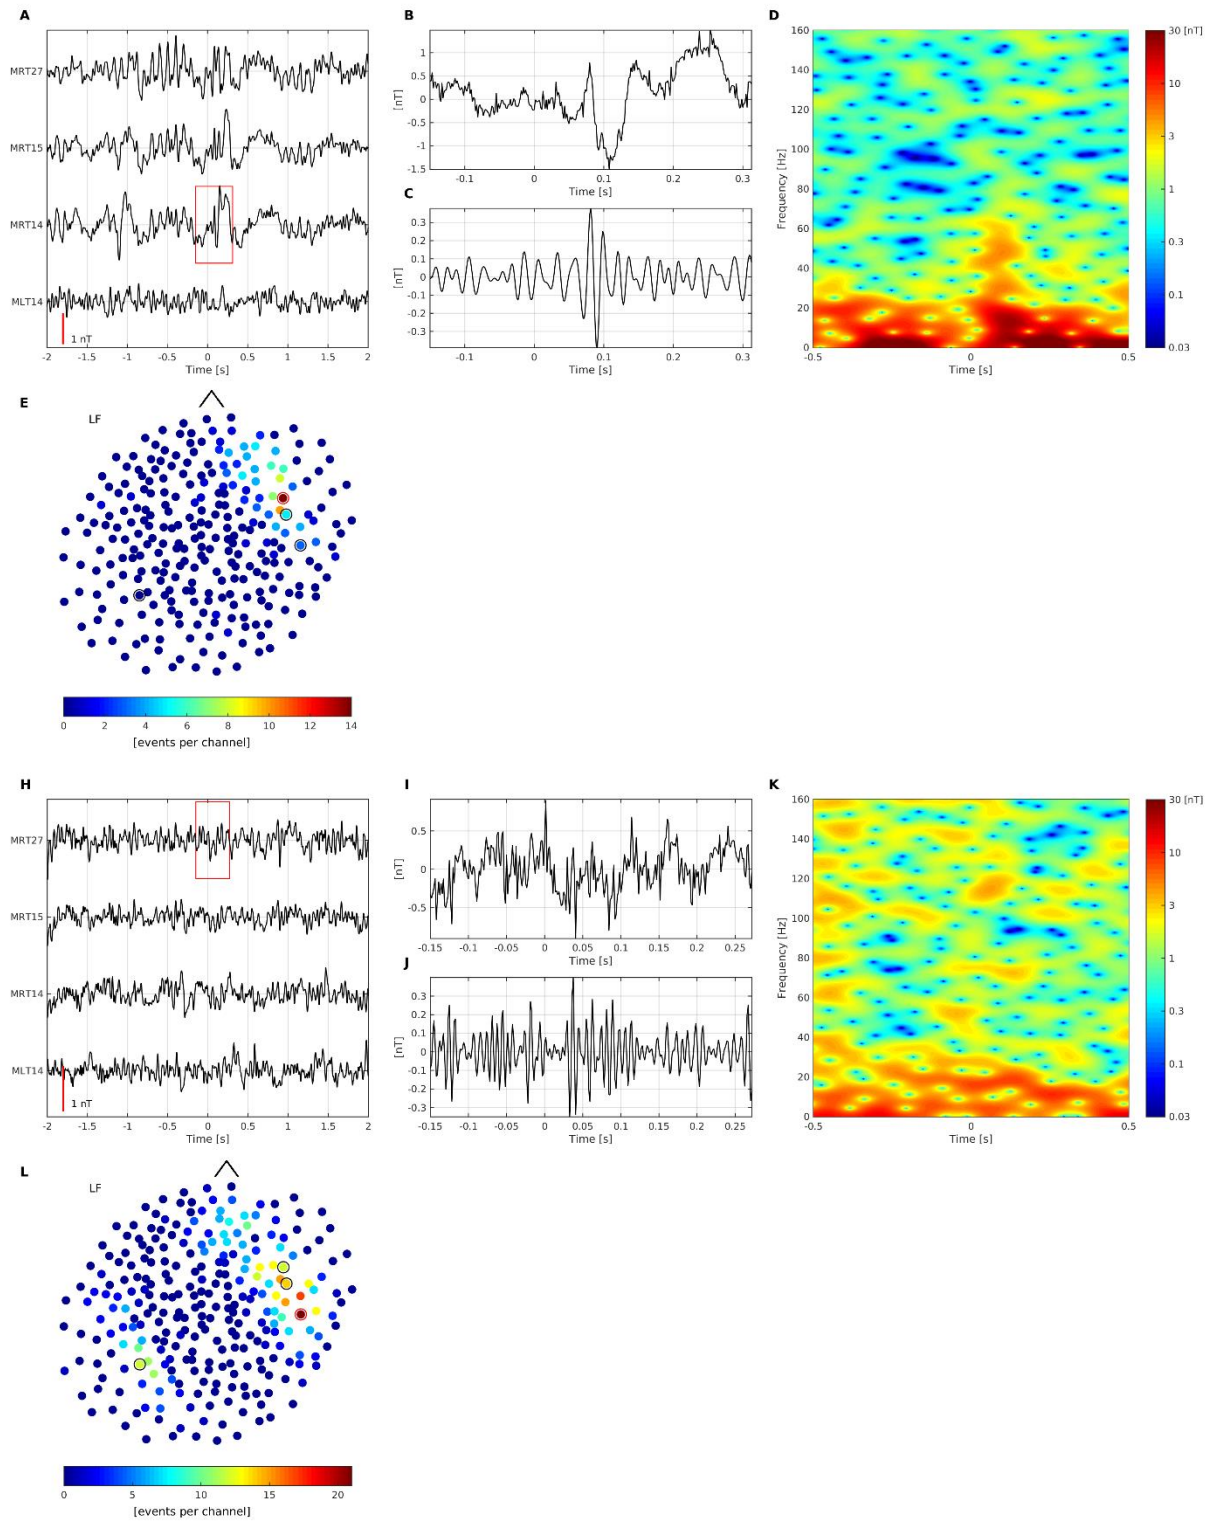 A
MRT27
MRT15
MRT14
MLT14
1 nT
-2 -1.5 -1 -0.5 0 0.5 1 1.5 2
Time [s]
B
1
0.5
0
-0.5
-1
-1.5
[nT]
-0.1 0 0.1 0.2 0.3
Time [s]
C
0.3
0.2
0.1
0
-0.1
-0.2
-0.3
[nT]
-0.1 0 0.1 0.2 0.3
Time [s]
D
160
140
120
100
80
60
40
20
0
Frequency [Hz]
-0.5 0 0.5
Time [s]
30 [nT]
10
3
1
0.3
0.1
0.03
E
LF
0 2 4 6 8 10 12 14
[events per channel]
H
MRT27
MRT15
MRT14
MLT14
1 nT
-2 -1.5 -1 -0.5 0 0.5 1 1.5 2
Time [s]
I
0.5
0
-0.5
[nT]
-0.15 -0.1 -0.05 0 0.05 0.1 0.15 0.2 0.25
Time [s]
J
0.3
0.2
0.1
0
-0.1
-0.2
-0.3
[nT]
-0.15 -0.1 -0.05 0 0.05 0.1 0.15 0.2 0.25
Time [s]
K
160
140
120
100
80
60
40
20
0
Frequency [Hz]
-0.5 0 0.5
Time [s]
30 [nT]
10
3
1
0.3
0.1
0.03
L
LF
0 5 10 15 20
[events per channel]